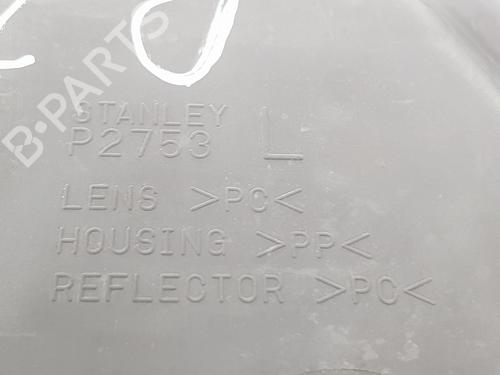 B-PARTS
STANLEY
P2753 L
LENS >PC<
HOUSING >PP<
REFLECTOR >PC<